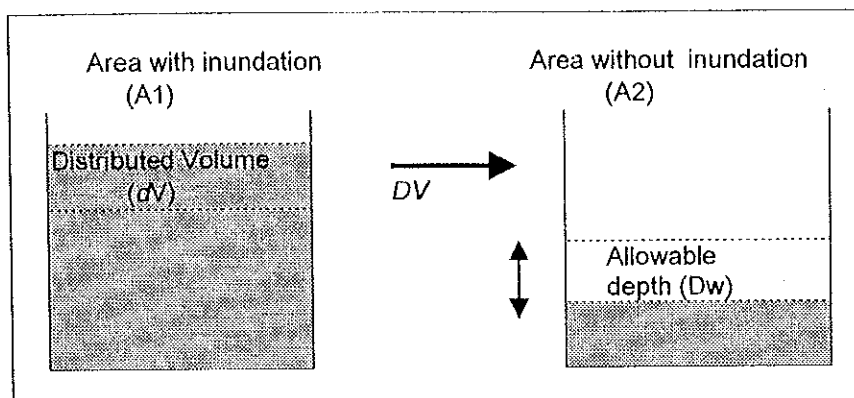 Area with inundation
(A1)
Distributed Volume
(dV)
DV
Area without inundation
(A2)
Allowable
depth (Dw)